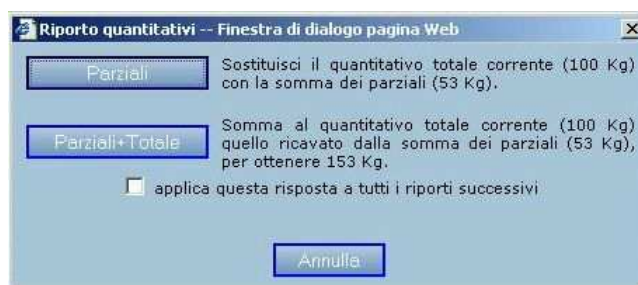 Riporto quantitativi -- Finestra di dialogo pagina Web
Parziali
Sostituisci il quantitativo totale corrente (100 Kg)
con la somma dei parziali (53 Kg).
Parziali+Totale
Somma al quantitativo totale corrente (100 Kg)
quello ricavato dalla somma dei parziali (53 Kg),
per ottenere 153 Kg.
applica questa risposta a tutti i riporti successivi
Annulla